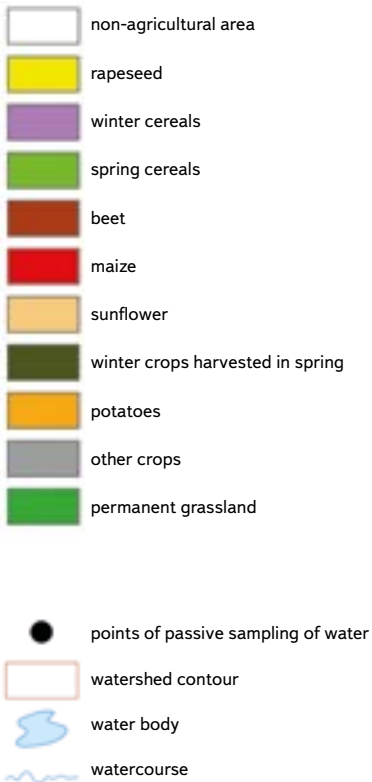 non-agricultural area
rapeseed
winter cereals
spring cereals
beet
maize
sunflower
winter crops harvested in spring
potatoes
other crops
permanent grassland
points of passive sampling of water
watershed contour
water body
watercourse